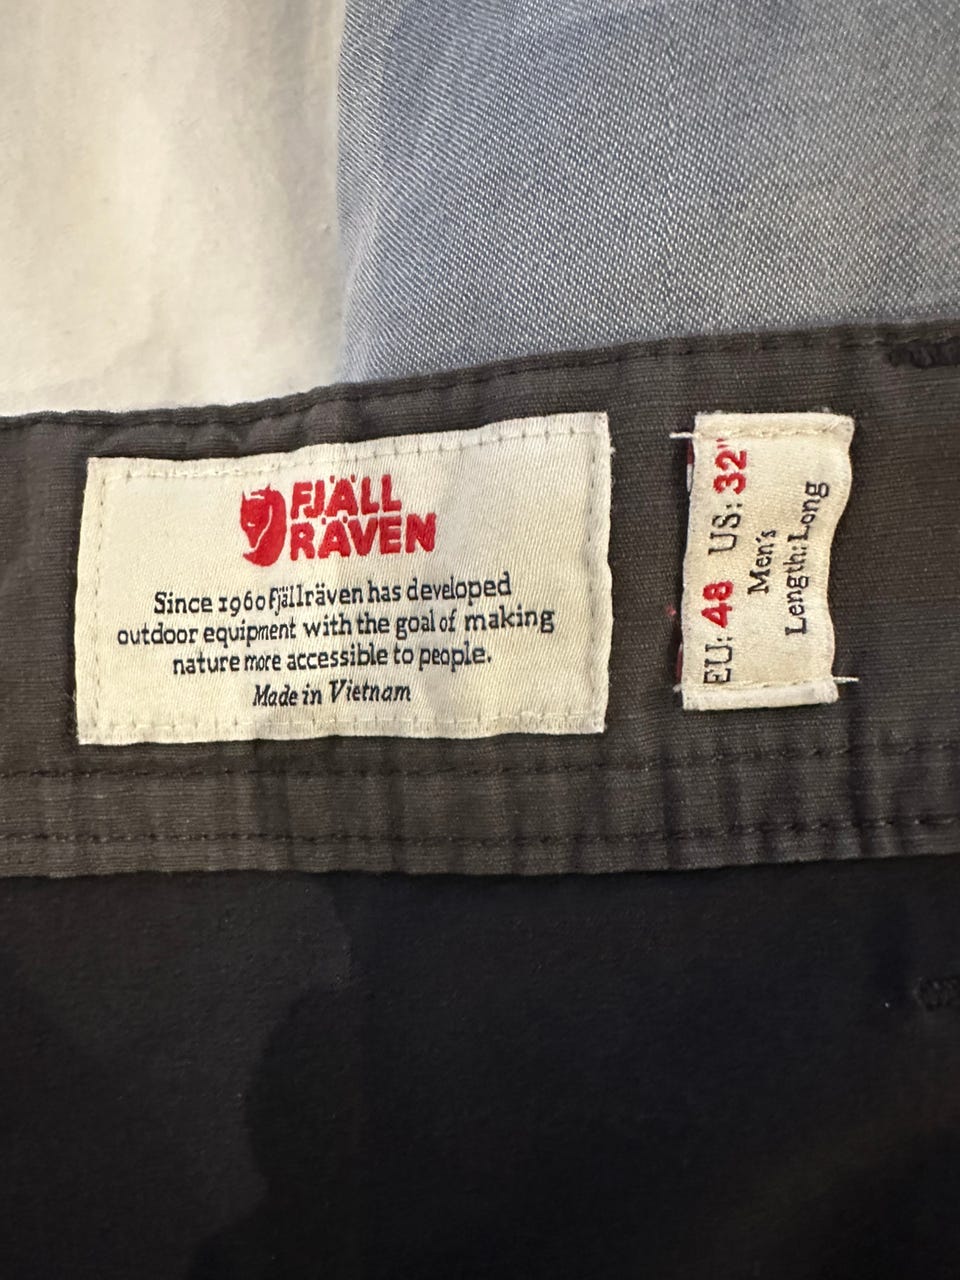 FJÄLL
RÄVEN
Since 1960 Fjällräven has developed
outdoor equipment with the goal of making
nature more accessible to people.
Made in Vietnam
EU: 48 US: 32"
Men's
Length: Long